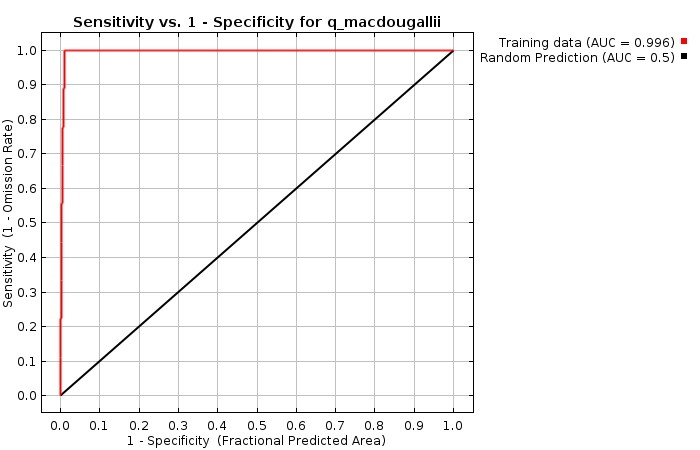 Sensitivity vs. 1 - Specificity for q_macdougallii
Training data (AUC = 0.996)
Random Prediction (AUC = 0.5)
Sensitivity (1 - Omission Rate)
1.0
0.9
0.8
0.7
0.6
0.5
0.4
0.3
0.2
0.1
0.0
0.0 0.1 0.2 0.3 0.4 0.5 0.6 0.7 0.8 0.9 1.0
1 - Specificity (Fractional Predicted Area)